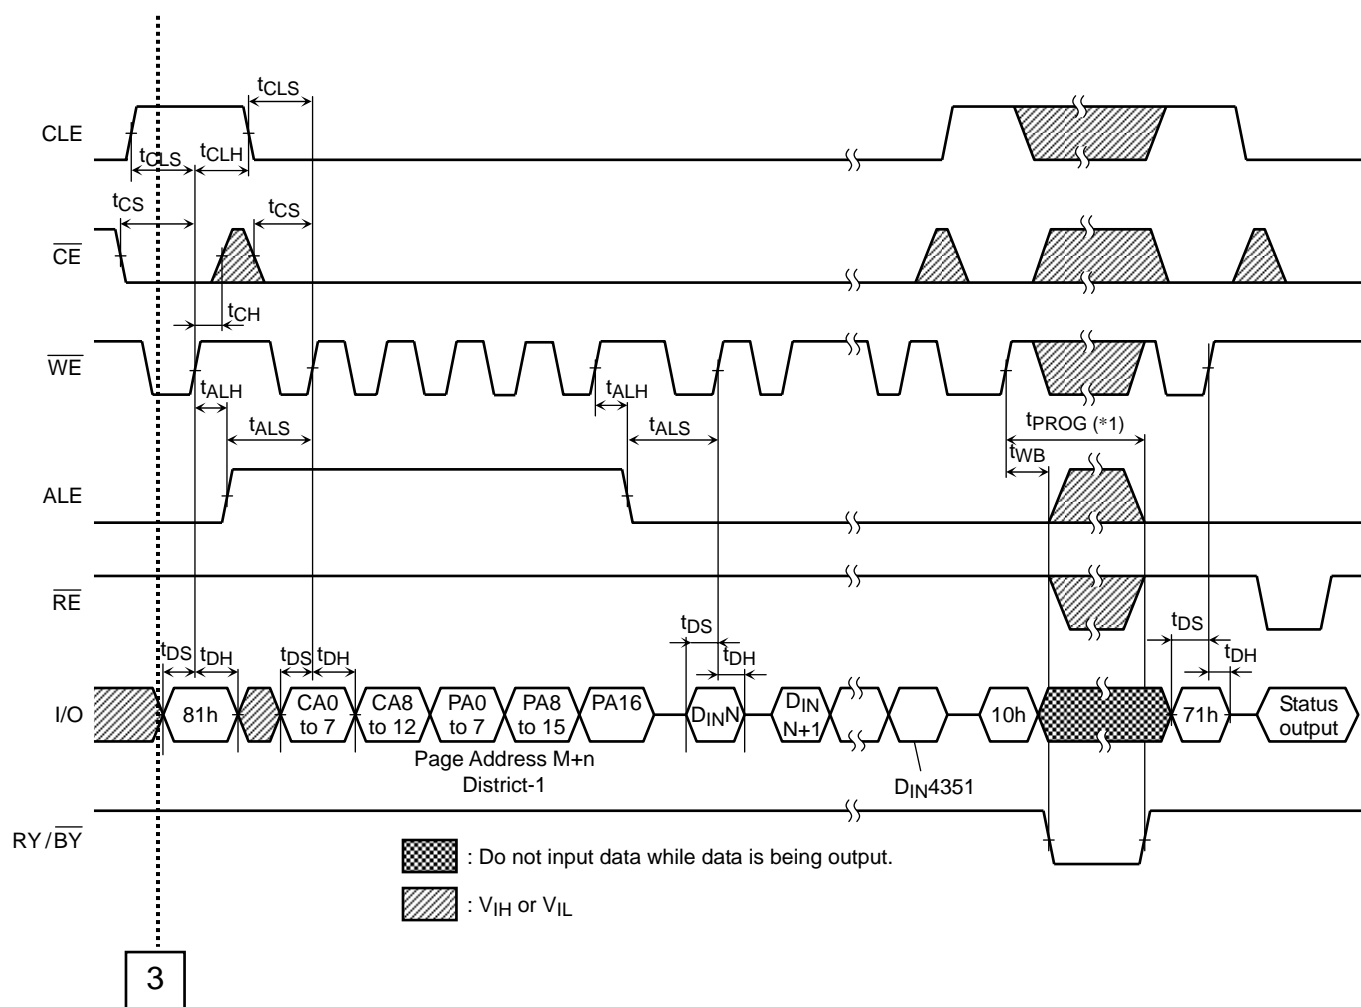 tCLS
CLE
tCLS
tCLH
tCS
tCS
CE
tCH
WE
tALH
tALH
tALS
tALS
tPROG (*1)
tWB
ALE
RE
tDS
tDH
tDS
tDH
tDS
tDH
tDS
tDH
I/O
81h
CA0
to 7
CA8
to 12
PA0
to 7
PA8
to 15
PA16
DINN
DIN
N+1
10h
71h
Status
output
Page Address M+n
District-1
DIN4351
RY/BY
: Do not input data while data is being output.
: VIH or VIL
3